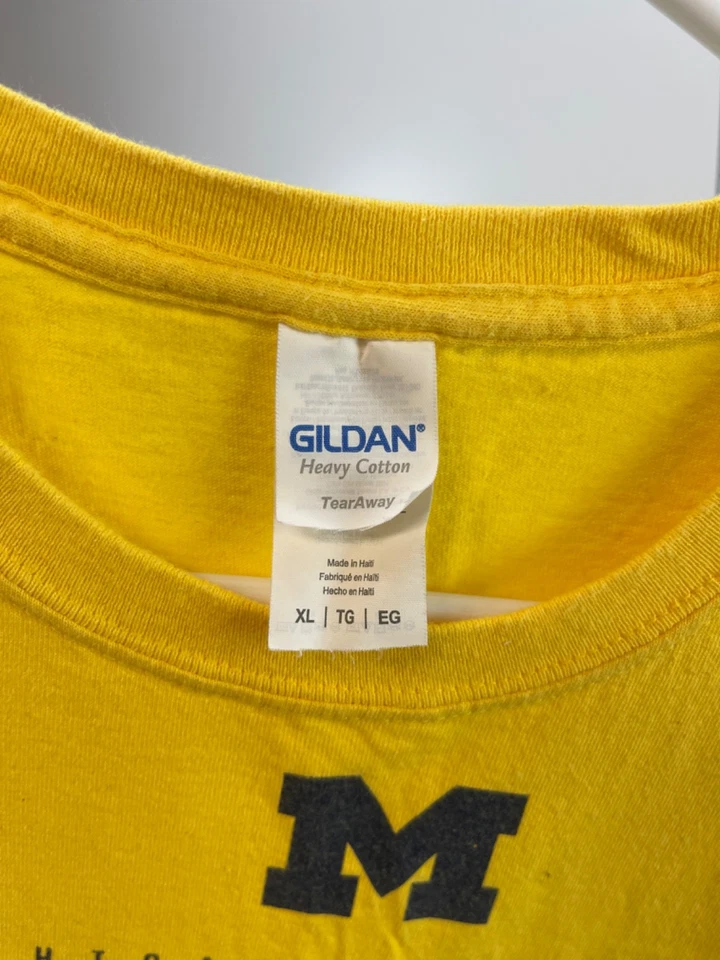 GILDAN®
Heavy Cotton
TearAway
Made in Haiti
Fabriqué en Haïti
Hecho en Haití
XL | TG | EG
M